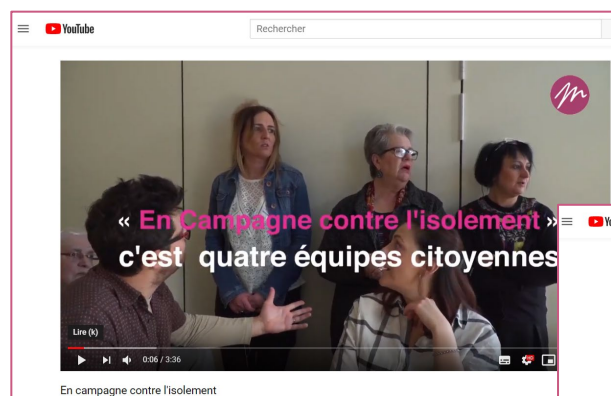 YouTube
Rechercher
« En Campagne contre l'isolement »
c'est quatre équipes citoyennes
Lire (k)
0:06 / 3:36
En campagne contre l'isolement